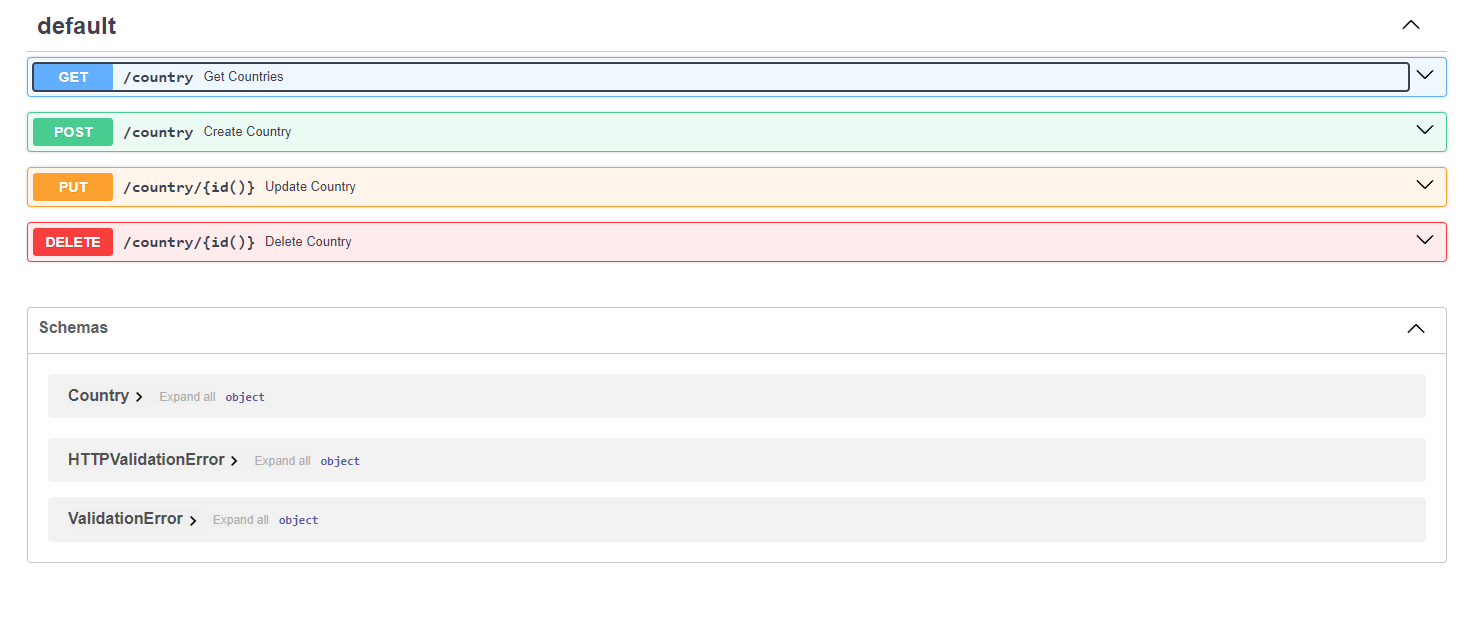 default
GET /country Get Countries
POST /country Create Country
PUT /country/{id()} Update Country
DELETE /country/{id()} Delete Country
Schemas
Country Expand all object
HTTPValidationError Expand all object
ValidationError Expand all object